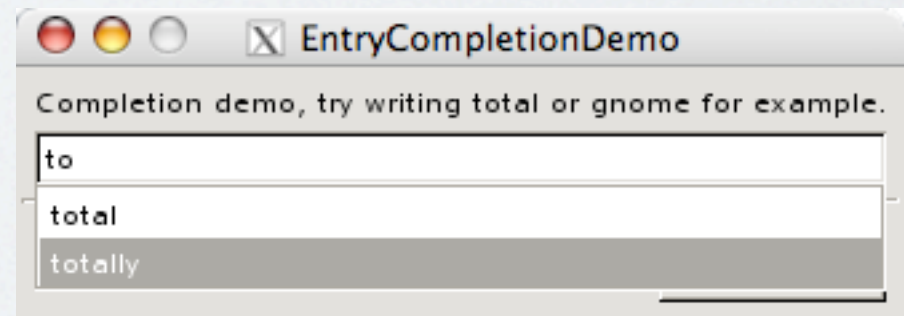 EntryCompletionDemo
Completion demo, try writing total or gnome for example.
to
total
totally